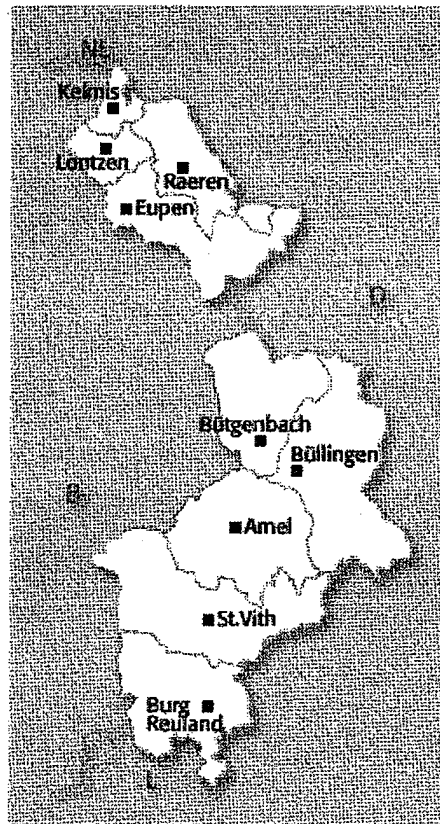 NL
Kelmis
Lontzen
Raeren
Eupen
D
Bütgenbach
Büllingen
B
Amel
St.Vith
Burg
Reuland
L